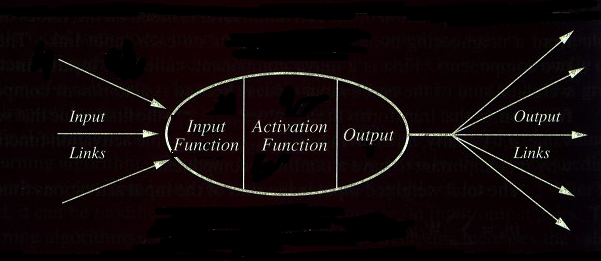 Input
Links
Input
Function
Activation
Function
Output
Output
Links